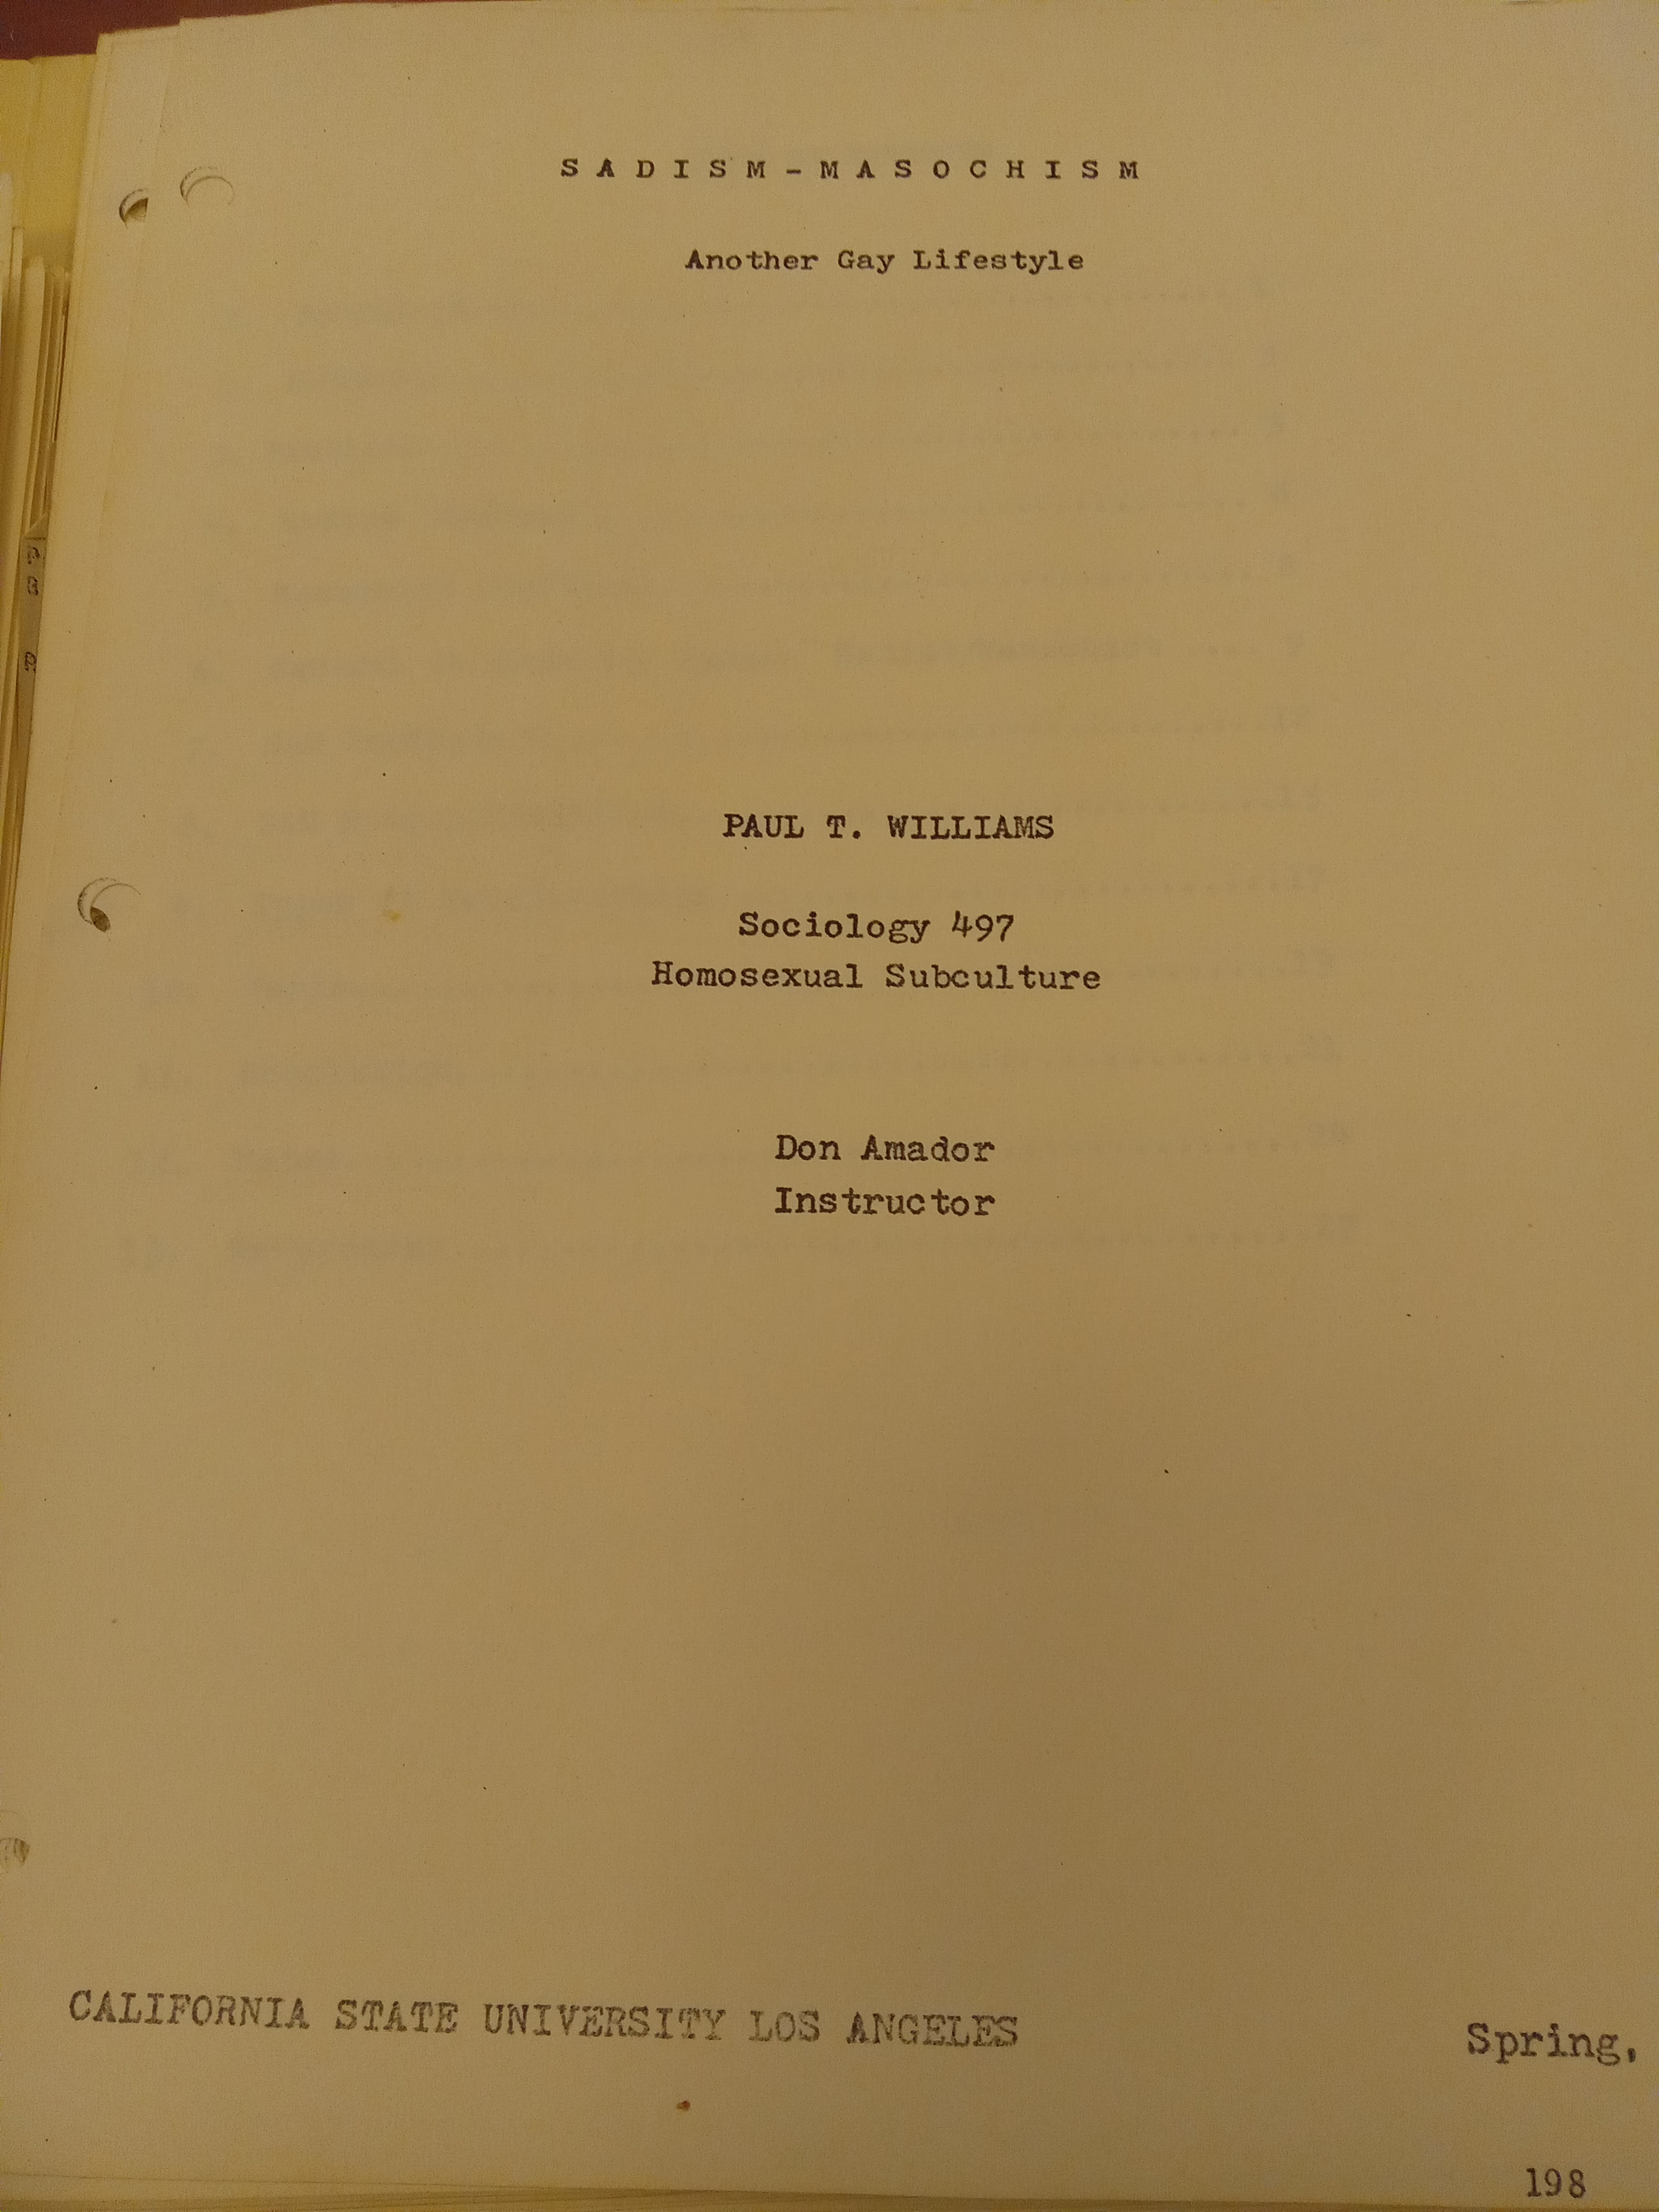 S A D I S M - M A S O C H I S M
Another Gay Lifestyle
PAUL T. WILLIAMS
Sociology 497
Homosexual Subculture
Don Amador
Instructor
CALIFORNIA STATE UNIVERSITY LOS ANGELES
Spring,
198